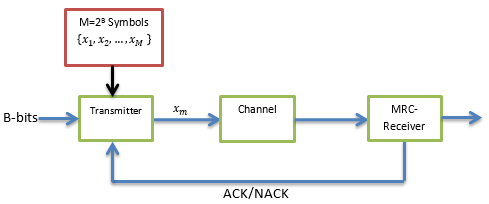 M=2ᴮ Symbols
{x₁, x₂, ..., x_M }
B-bits
Transmitter
x_m
Channel
MRC-
Receiver
ACK/NACK